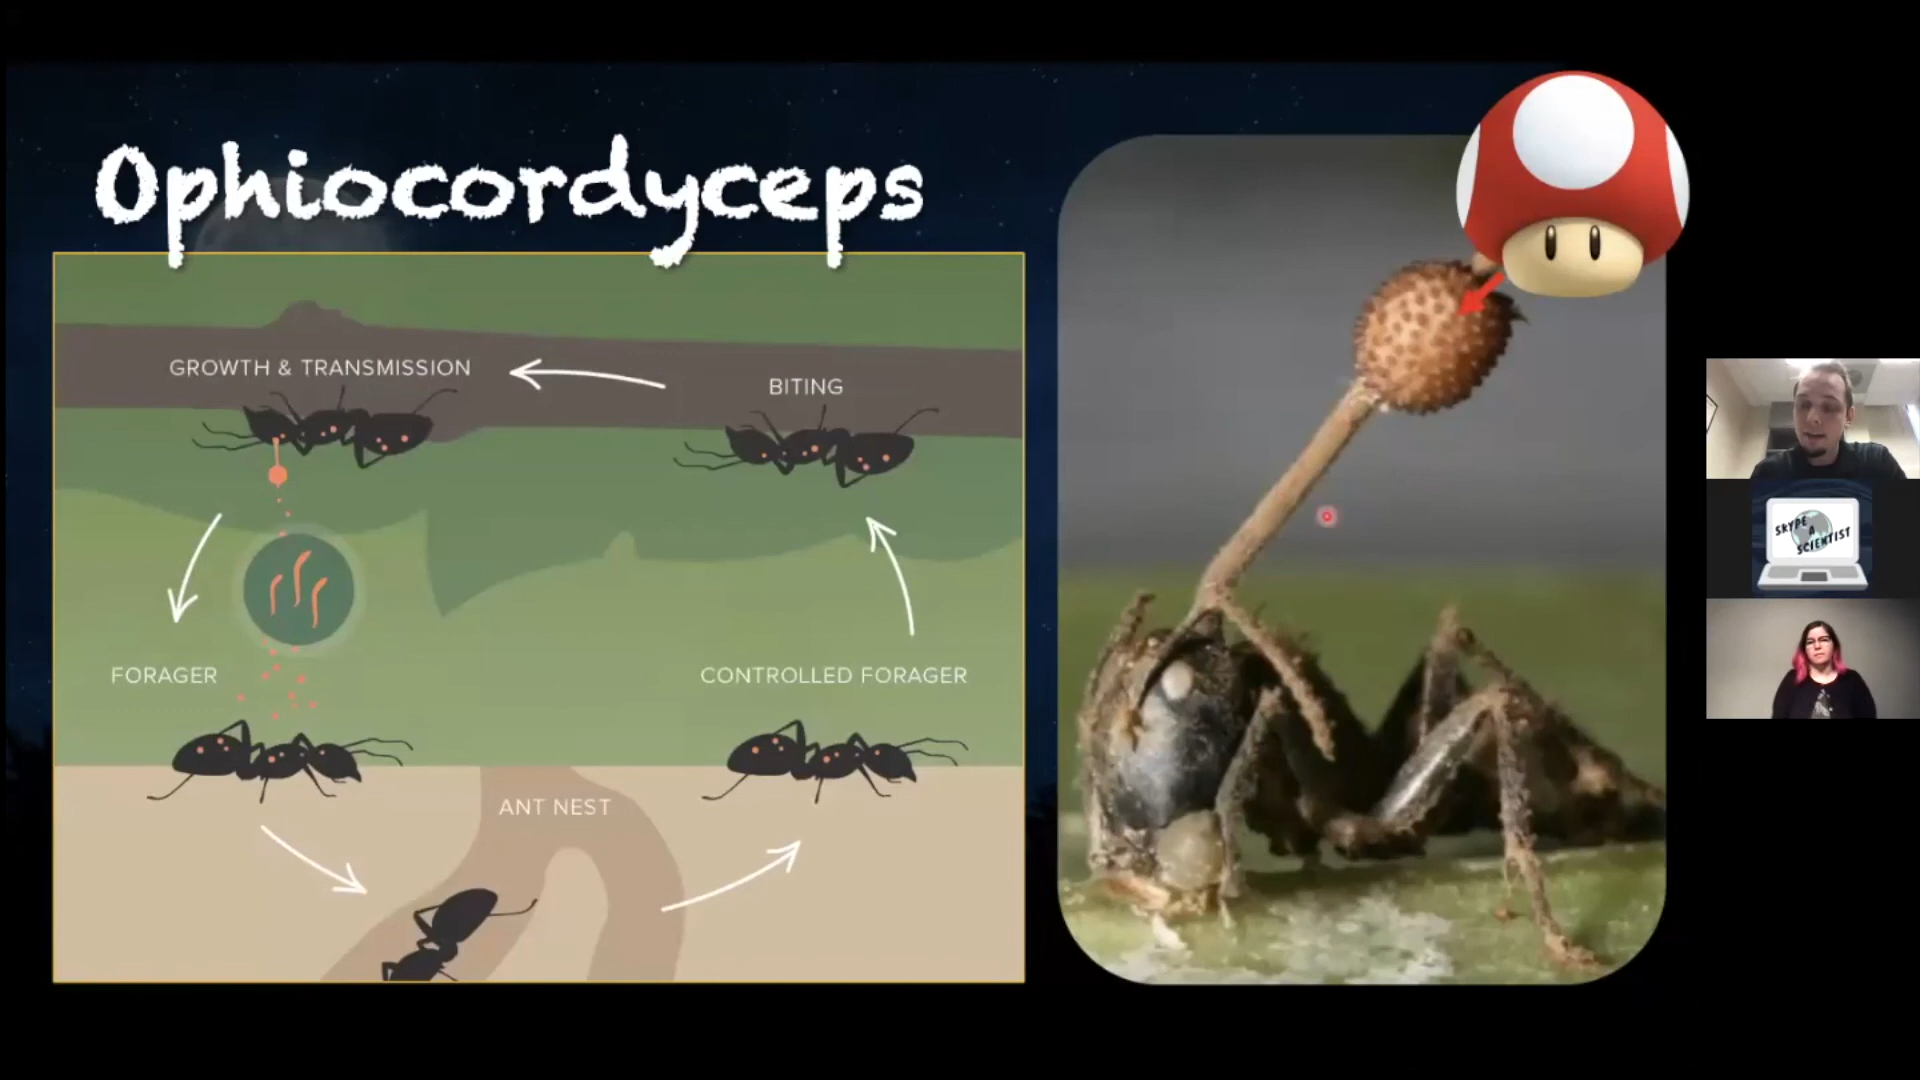 Ophiocordyceps
GROWTH & TRANSMISSION
BITING
FORAGER
CONTROLLED FORAGER
ANT NEST
SKYPE
A
SCIENTIST